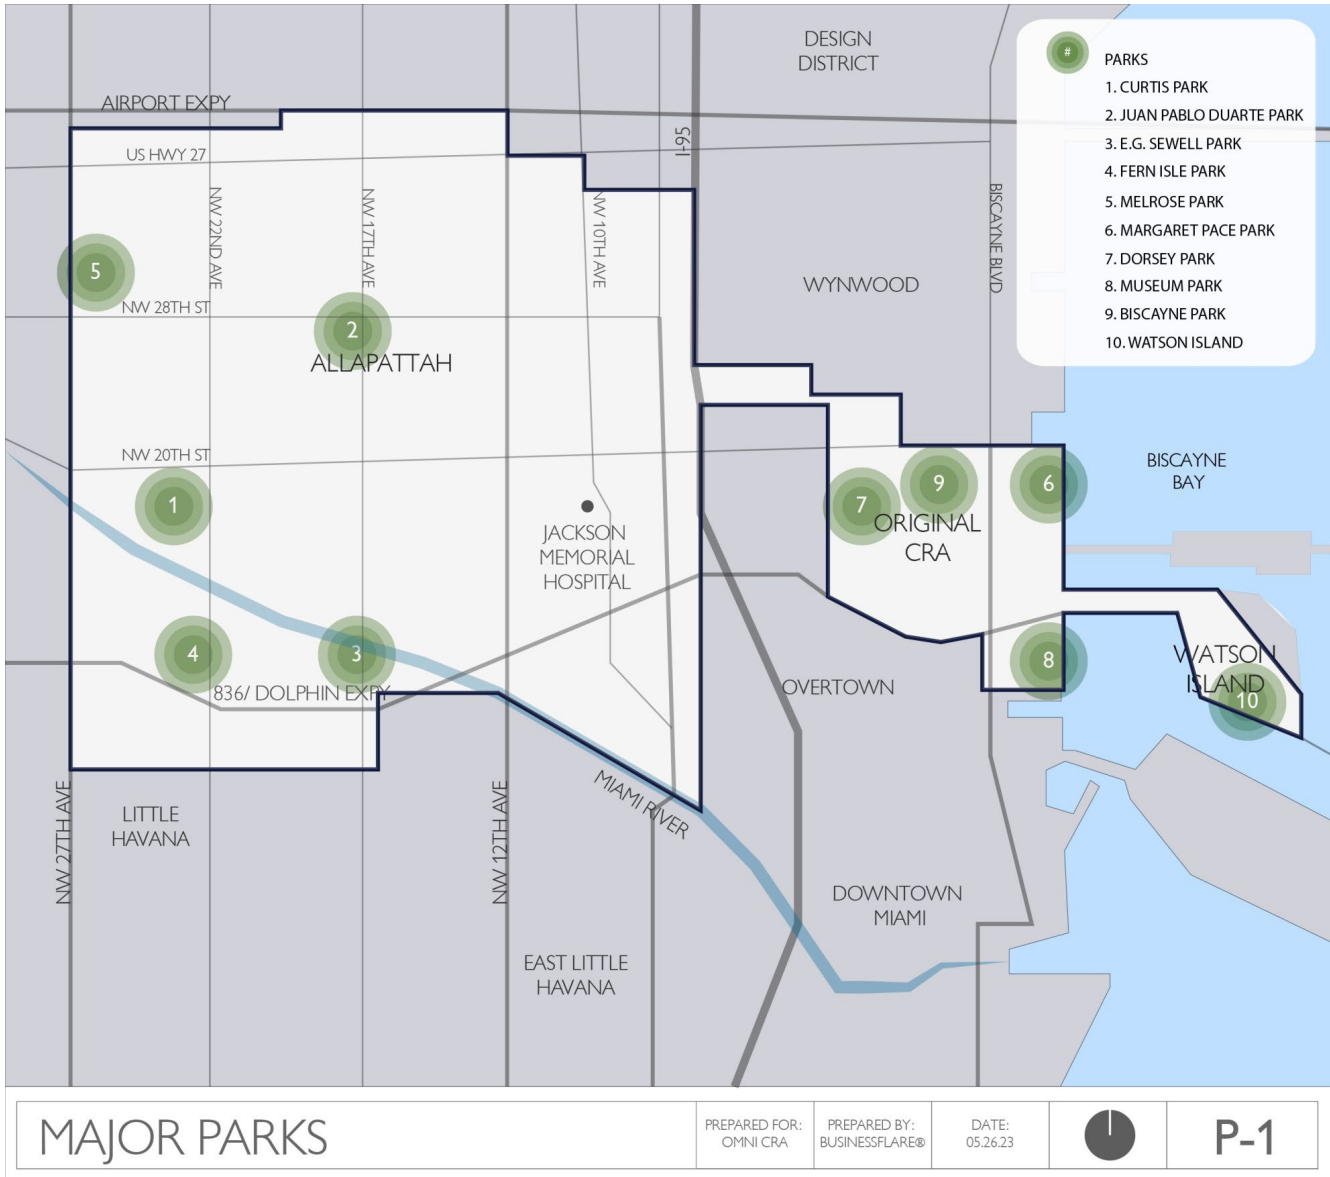 DESIGN
DISTRICT
#
PARKS
1. CURTIS PARK
2. JUAN PABLO DUARTE PARK
3. E.G. SEWELL PARK
4. FERN ISLE PARK
5. MELROSE PARK
6. MARGARET PACE PARK
7. DORSEY PARK
8. MUSEUM PARK
9. BISCAYNE PARK
10. WATSON ISLAND
AIRPORT EXPY
US HWY 27
I-95
NW 22ND AVE
NW 17TH AVE
NW 10TH AVE
BISCAYNE BLVD
5
WYNWOOD
NW 28TH ST
2
ALLAPATTAH
NW 20TH ST
BISCAYNE
BAY
1
7
9
6
ORIGINAL
CRA
JACKSON
MEMORIAL
HOSPITAL
4
3
8
WATSON
ISLAND
10
836/ DOLPHIN EXPY
OVERTOWN
MIAMI RIVER
NW 27TH AVE
LITTLE
HAVANA
NW 12TH AVE
DOWNTOWN
MIAMI
EAST LITTLE
HAVANA
MAJOR PARKS
PREPARED FOR:
OMNI CRA
PREPARED BY:
BUSINESSFLARE®
DATE:
05.26.23
P-1